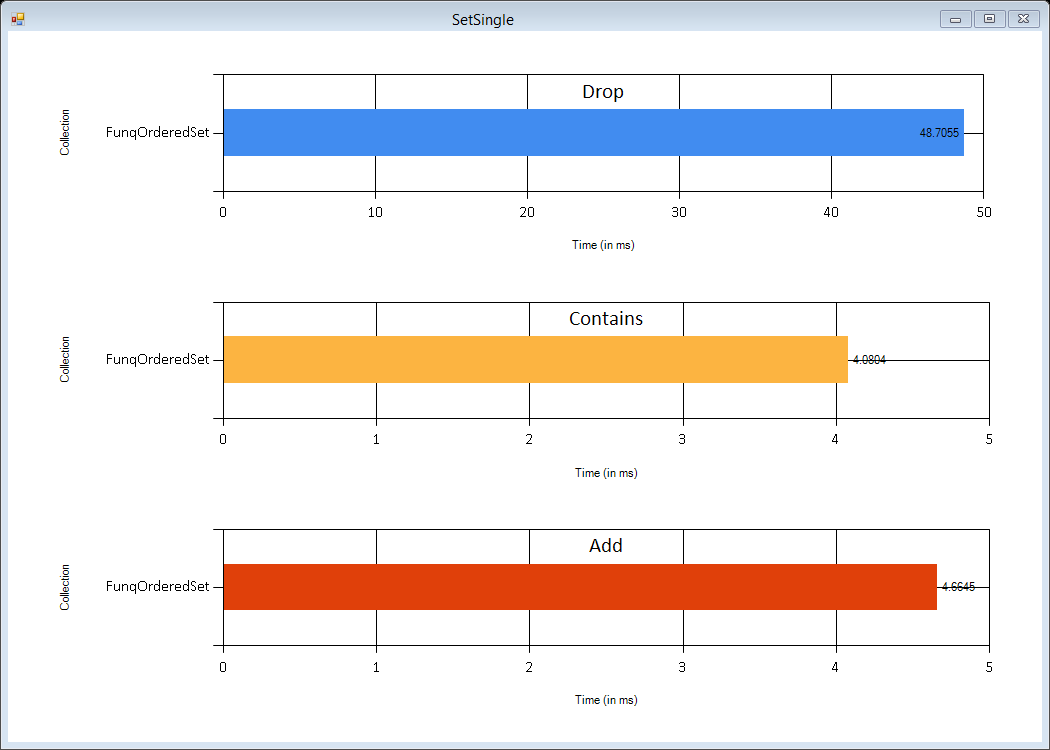 SetSingle
Drop
Collection
FunqOrderedSet
48.7055
0 10 20 30 40 50
Time (in ms)
Contains
Collection
FunqOrderedSet
4.0804
0 1 2 3 4 5
Time (in ms)
Add
Collection
FunqOrderedSet
4.6645
0 1 2 3 4 5
Time (in ms)